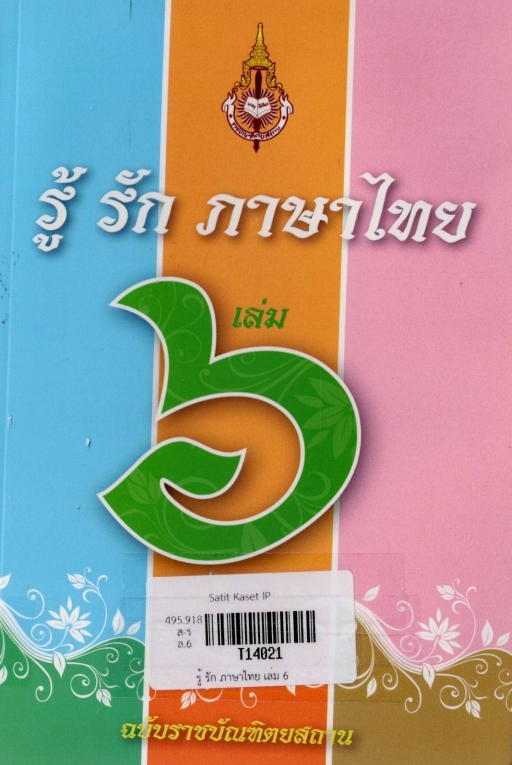 รู้ รัก ภาษาไทย
เล่ม
๖
Satit Kaset IP
495.918
ส-ร
ล.6
T14021
รู้ รัก ภาษาไทย เล่ม 6
ฉบับราชบัณฑิตยสถาน